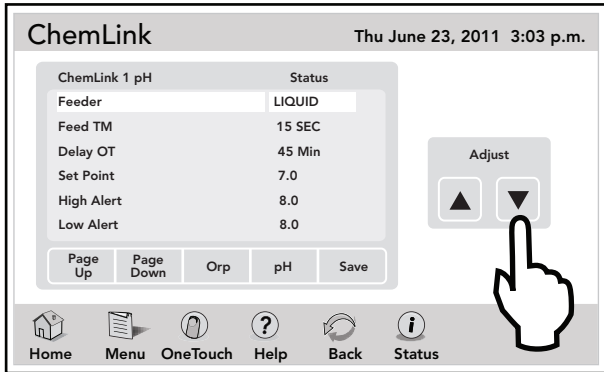 ChemLink
Thu June 23, 2011 3:03 p.m.
ChemLink 1 pH Status
Feeder LIQUID
Feed TM 15 SEC
Delay OT 45 Min
Set Point 7.0
High Alert 8.0
Low Alert 8.0
Adjust
Page Up
Page Down
Orp
pH
Save
Home
Menu
OneTouch
? Help
Back
i Status